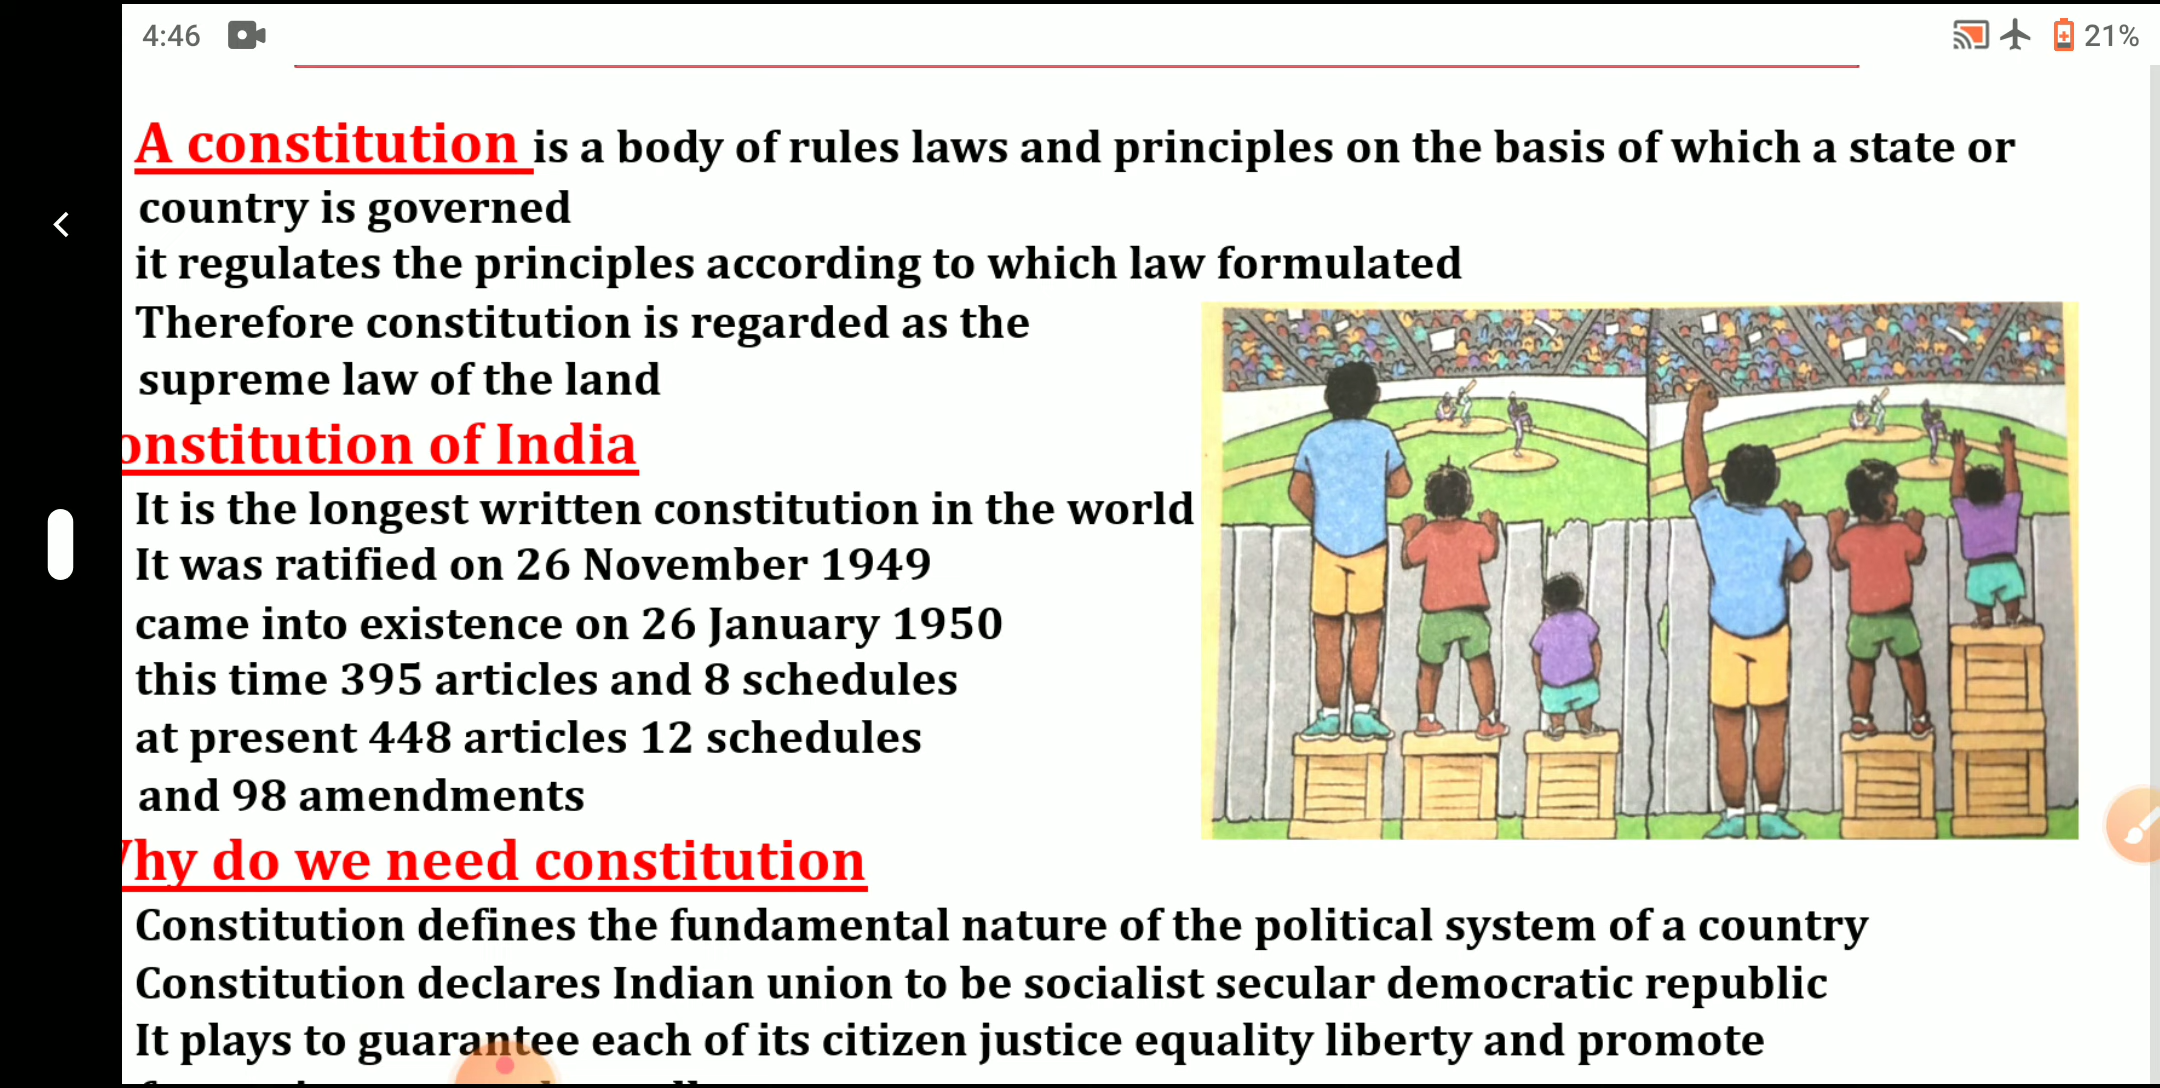 4:46
21%
A constitution is a body of rules laws and principles on the basis of which a state or
country is governed
it regulates the principles according to which law formulated
Therefore constitution is regarded as the
supreme law of the land
onstitution of India
It is the longest written constitution in the world
It was ratified on 26 November 1949
came into existence on 26 January 1950
this time 395 articles and 8 schedules
at present 448 articles 12 schedules
and 98 amendments
hy do we need constitution
Constitution defines the fundamental nature of the political system of a country
Constitution declares Indian union to be socialist secular democratic republic
It plays to guarantee each of its citizen justice equality liberty and promote